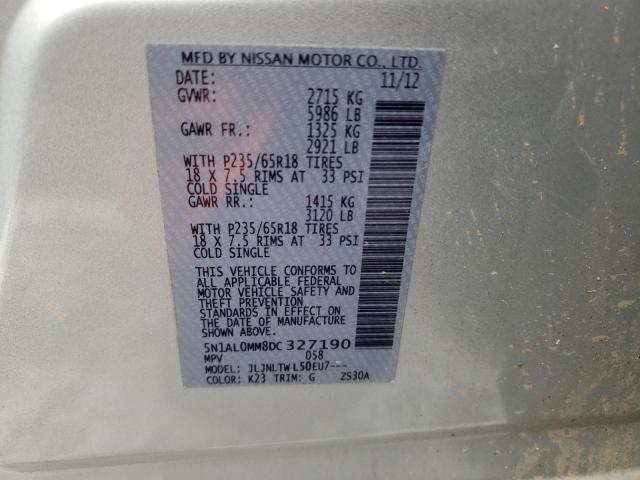 MFD BY NISSAN MOTOR CO., LTD.
DATE: 11/12
GVWR: 2715 KG
5986 LB
GAWR FR.: 1325 KG
2921 LB
WITH P235/65R18 TIRES
18 X 7.5 RIMS AT 33 PSI
COLD SINGLE
GAWR RR.: 1415 KG
3120 LB
WITH P235/65R18 TIRES
18 X 7.5 RIMS AT 33 PSI
COLD SINGLE
THIS VEHICLE CONFORMS TO
ALL APPLICABLE FEDERAL
MOTOR VEHICLE SAFETY AND
THEFT PREVENTION
STANDARDS IN EFFECT ON
THE DATE OF MANUFACTURE
SHOWN ABOVE.
5N1AL0MM8DC327190
MPV 058
MODEL: JLJNLTW L50EU7---
COLOR: K23 TRIM: G ZS30A